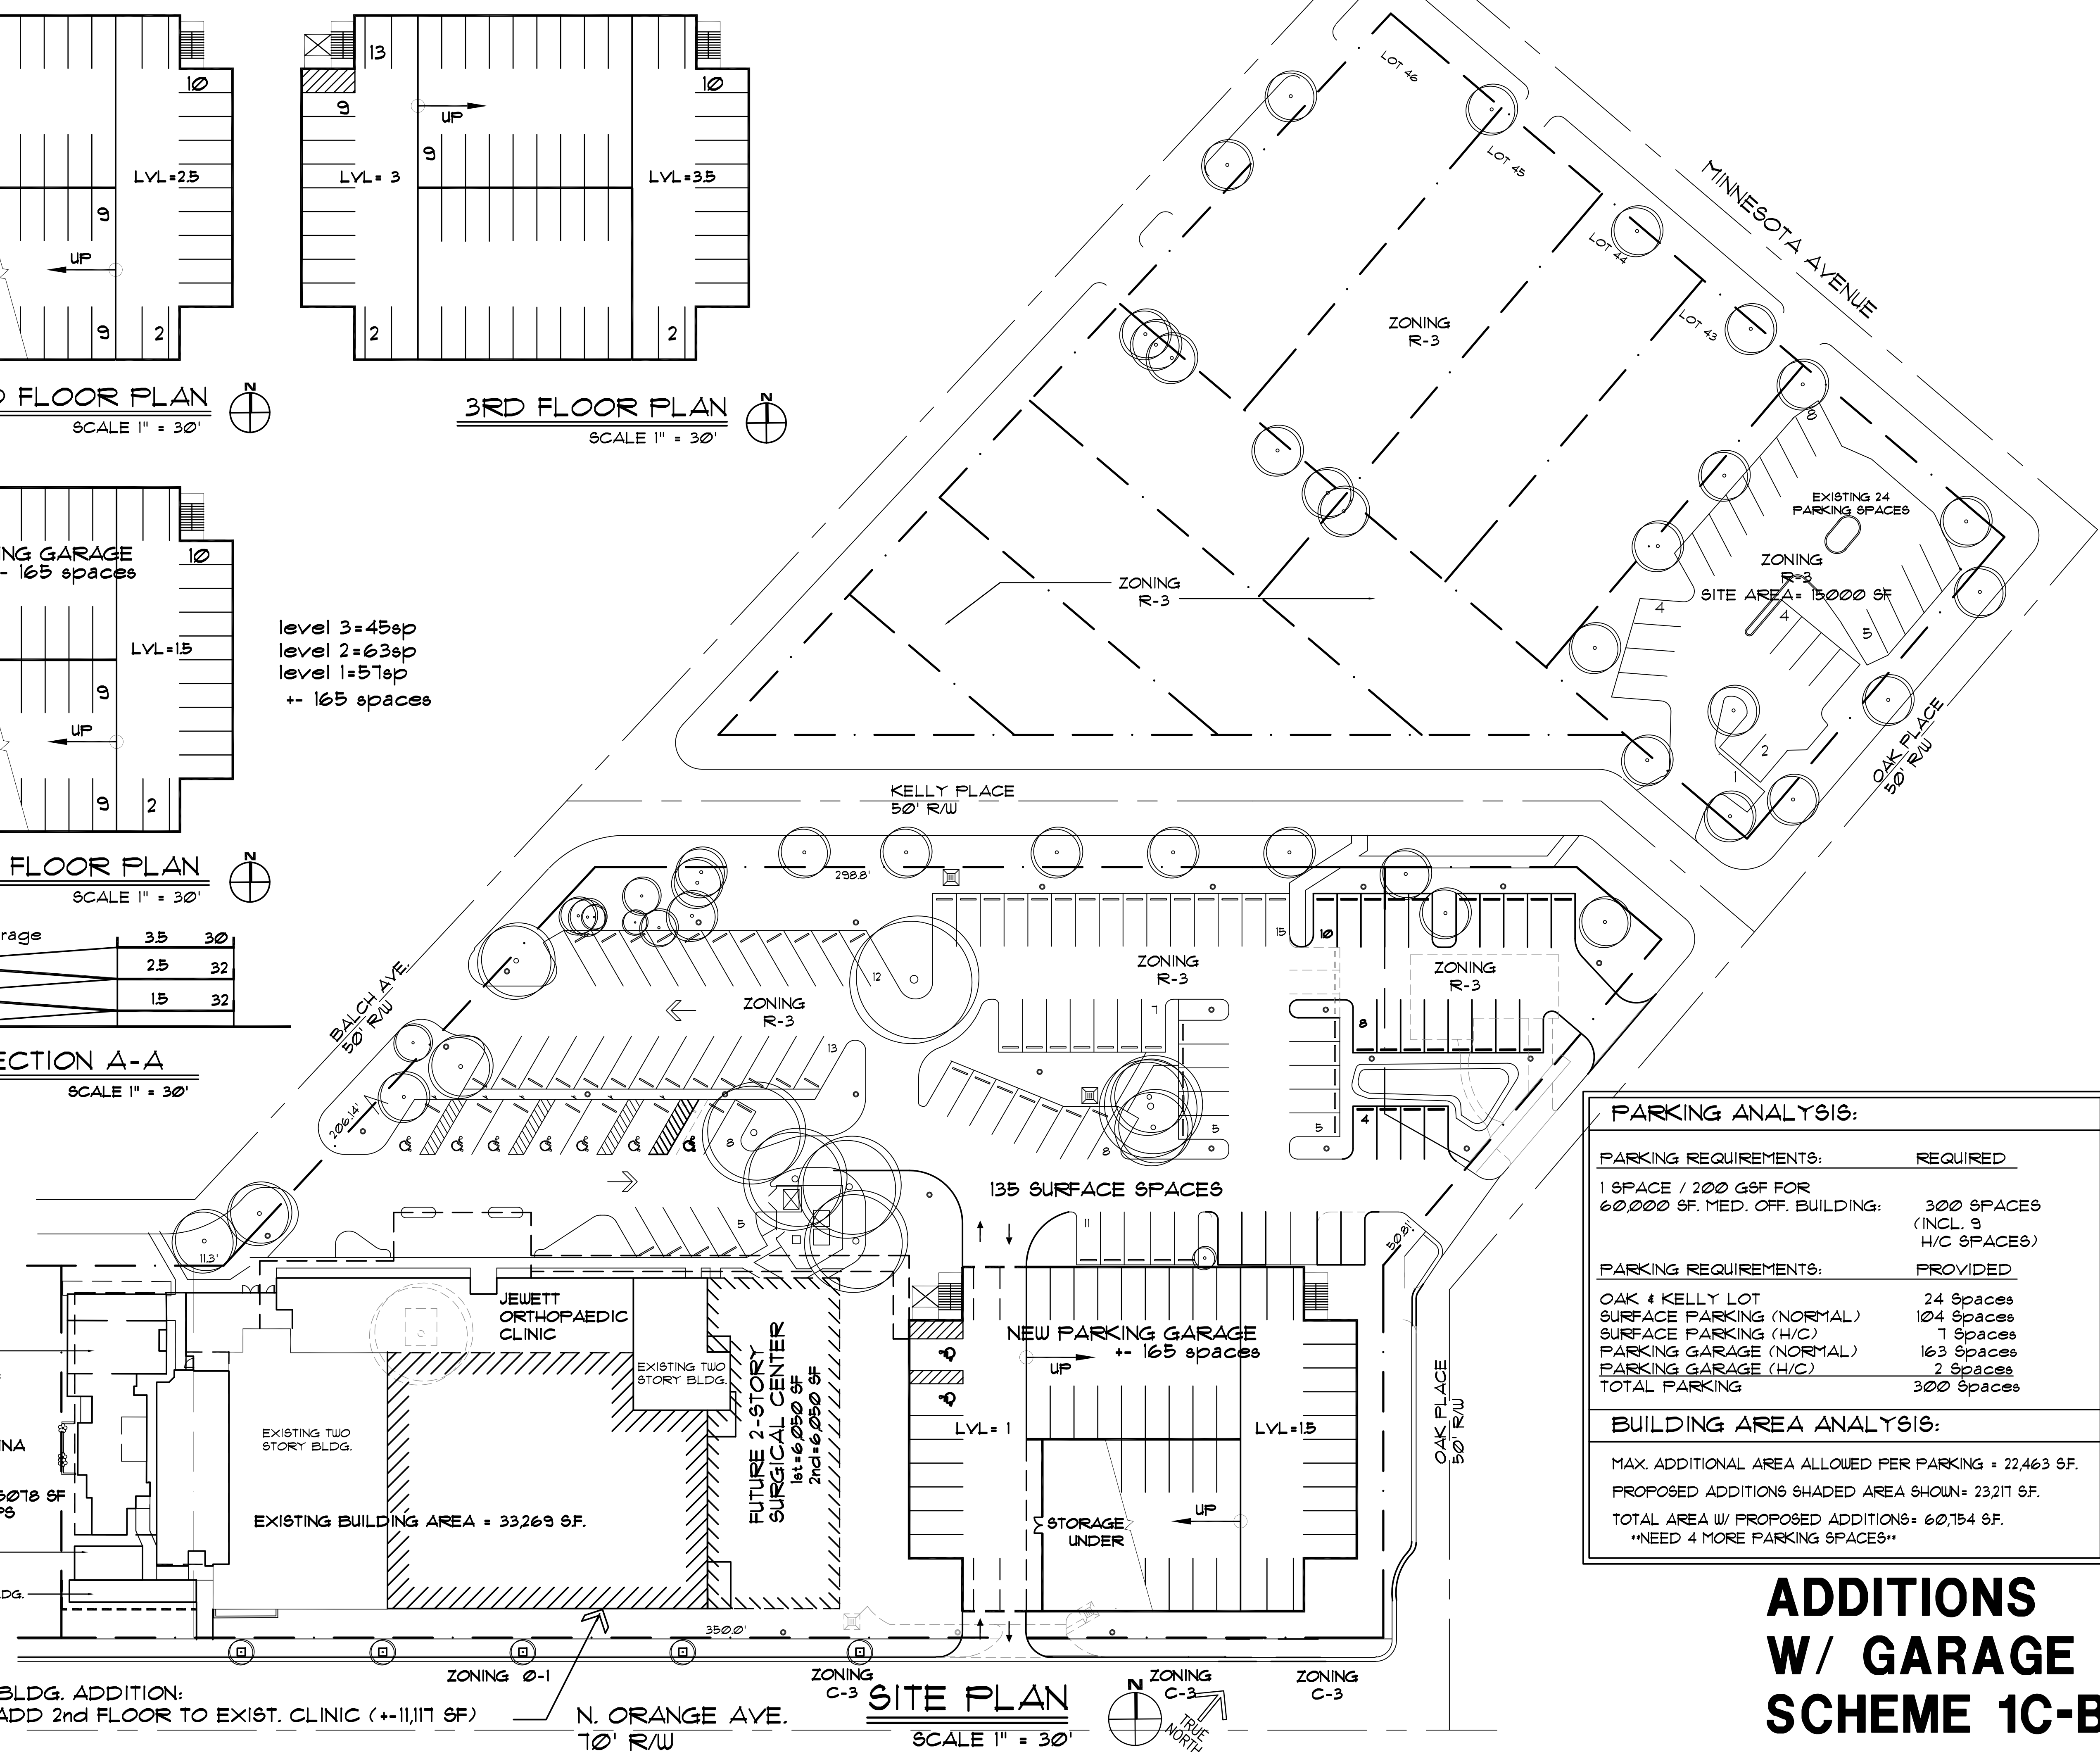 10
LVL=2.5
9
UP
9
2
FLOOR PLAN
N
SCALE 1" = 30'
13
10
9
UP
9
LVL= 3
LVL=3.5
2
2
3RD FLOOR PLAN
N
SCALE 1" = 30'
NG GARAGE
- 165 spaces
10
LVL=1.5
9
UP
9
2
FLOOR PLAN
N
SCALE 1" = 30'
level 3=45sp
level 2=63sp
level 1=57sp
+- 165 spaces
rage
3.5 30
2.5 32
1.5 32
ECTION A-A
SCALE 1" = 30'
LOT 46
LOT 45
LOT 44
LOT 43
MINNESOTA AVENUE
ZONING
R-3
8
EXISTING 24
PARKING SPACES
ZONING
R-3
SITE AREA= 15000 SF
4
4
5
2
1
ZONING
R-3
OAK PLACE
50' R/W
KELLY PLACE
50' R/W
298.8'
BALCH AVE.
50' R/W
206.14'
11.3'
12
15
10
ZONING
R-3
ZONING
R-3
ZONING
R-3
7
8
13
8
8
5
5
4
5
135 SURFACE SPACES
11
50.81'
JEWETT
ORTHOPAEDIC
CLINIC
EXISTING TWO
STORY BLDG.
EXISTING TWO
STORY BLDG.
EXISTING BUILDING AREA = 33,269 S.F.
FUTURE 2-STORY
SURGICAL CENTER
1st=6,050 SF
2nd=6,050 SF
NEW PARKING GARAGE
+- 165 spaces
UP
LVL= 1
LVL=1.5
UP
STORAGE
UNDER
OAK PLACE
50' R/W
INA
5078 SF
PS
LDG.
350.0'
ZONING O-1
ZONING
C-3
ZONING
C-3
ZONING
C-3
BLDG. ADDITION:
ADD 2nd FLOOR TO EXIST. CLINIC (+-11,117 SF)
N. ORANGE AVE.
70' R/W
SITE PLAN
SCALE 1" = 30'
N
TRUE
NORTH
PARKING ANALYSIS:
PARKING REQUIREMENTS: REQUIRED
1 SPACE / 200 GSF FOR
60,000 SF. MED. OFF. BUILDING: 300 SPACES
(INCL. 9
H/C SPACES)
PARKING REQUIREMENTS: PROVIDED
OAK & KELLY LOT 24 Spaces
SURFACE PARKING (NORMAL) 104 Spaces
SURFACE PARKING (H/C) 7 Spaces
PARKING GARAGE (NORMAL) 163 Spaces
PARKING GARAGE (H/C) 2 Spaces
TOTAL PARKING 300 Spaces
BUILDING AREA ANALYSIS:
MAX. ADDITIONAL AREA ALLOWED PER PARKING = 22,463 S.F.
PROPOSED ADDITIONS SHADED AREA SHOWN= 23,217 S.F.
TOTAL AREA W/ PROPOSED ADDITIONS= 60,754 S.F.
**NEED 4 MORE PARKING SPACES**
ADDITIONS
W/ GARAGE
SCHEME 1C-B